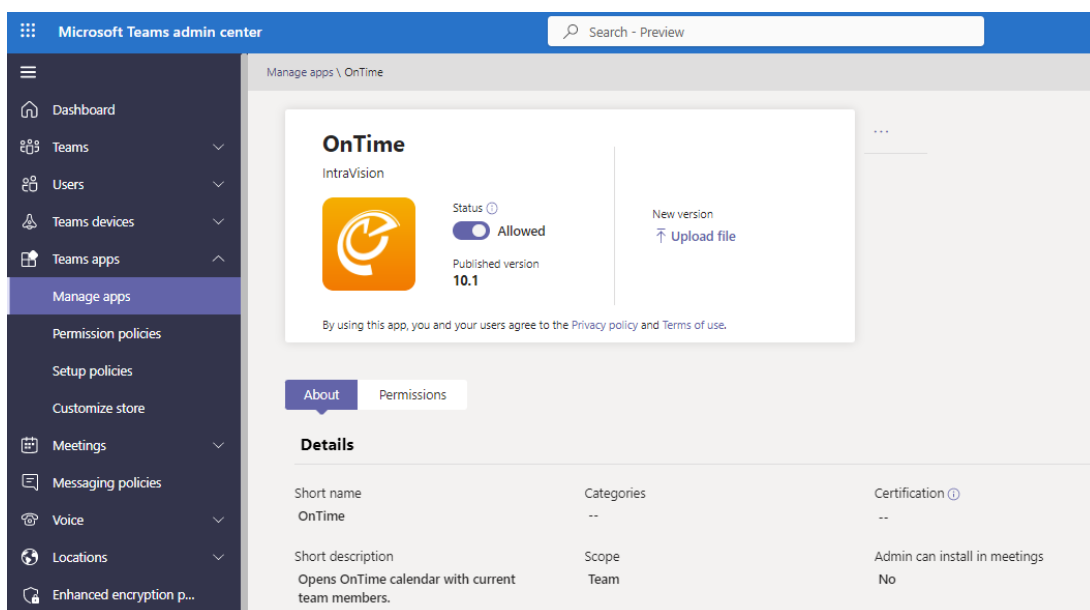 Microsoft Teams admin center
Search - Preview
Manage apps \ OnTime
Dashboard
Teams
Users
Teams devices
Teams apps
Manage apps
Permission policies
Setup policies
Customize store
Meetings
Messaging policies
Voice
Locations
Enhanced encryption p...
OnTime
IntraVision
Status
Allowed
Published version
10.1
New version
Upload file
...
By using this app, you and your users agree to the Privacy policy and Terms of use.
About
Permissions
Details
Short name
OnTime
Categories
--
Certification
--
Short description
Opens OnTime calendar with current
team members.
Scope
Team
Admin can install in meetings
No